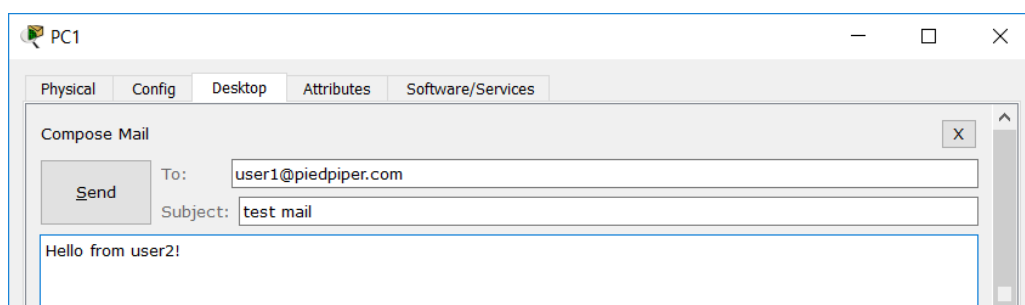 PC1
Physical Config Desktop Attributes Software/Services
Compose Mail X
Send
To: user1@piedpiper.com
Subject: test mail
Hello from user2!